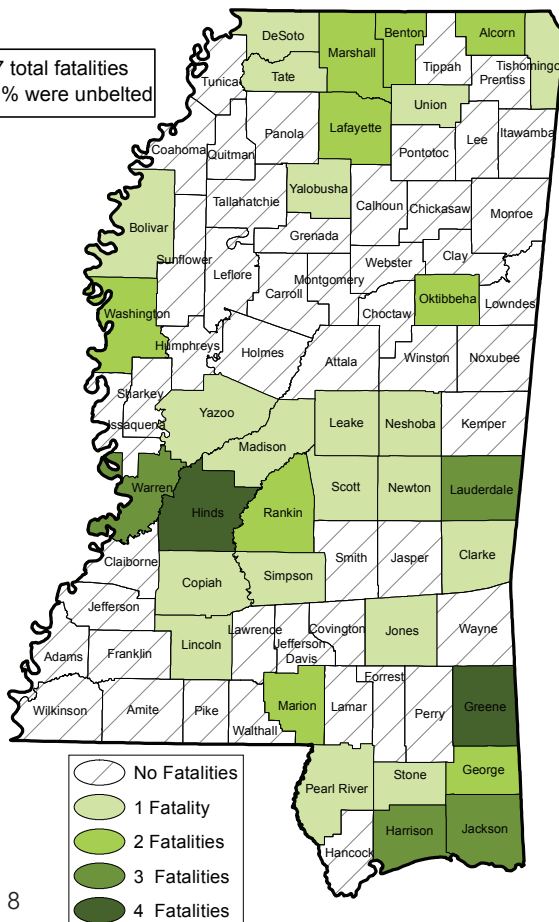 7 total fatalities
% were unbelted
DeSoto
Marshall
Benton
Alcorn
Tippah
Tishomingo
Prentiss
Tunica
Tate
Union
Panola
Lafayette
Lee
Itawamba
Coahoma
Quitman
Pontotoc
Yalobusha
Tallahatchie
Calhoun
Chickasaw
Monroe
Bolivar
Grenada
Sunflower
Leflore
Webster
Clay
Carroll
Montgomery
Oktibbeha
Lowndes
Choctaw
Washington
Humphreys
Holmes
Attala
Winston
Noxubee
Sharkey
Issaquena
Yazoo
Leake
Neshoba
Kemper
Madison
Warren
Hinds
Rankin
Scott
Newton
Lauderdale
Claiborne
Smith
Jasper
Clarke
Copiah
Simpson
Jefferson
Lawrence
Jefferson
Davis
Covington
Jones
Wayne
Adams
Franklin
Lincoln
Forrest
Wilkinson
Amite
Pike
Walthall
Marion
Lamar
Perry
Greene
Pearl River
Stone
George
Hancock
Harrison
Jackson
No Fatalities
1 Fatality
2 Fatalities
3 Fatalities
4 Fatalities
8